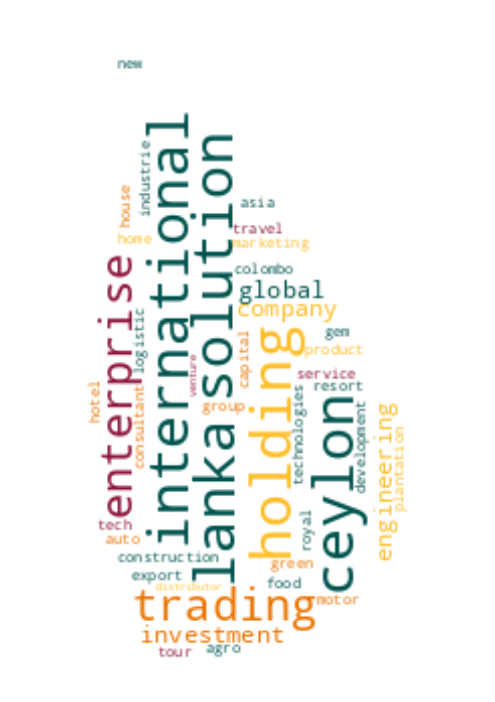 new
international
industrie
solution
house
asia
travel
home
marketing
enterprise
colombo
global
company
logistic
holding
gem
capital
product
venture
service
resort
hotel
consultant
group
technologies
ceylon
development
engineering
lanka
plantation
royal
tech
auto
construction
green
export
food
distributor
trading
motor
investment
tour
agro